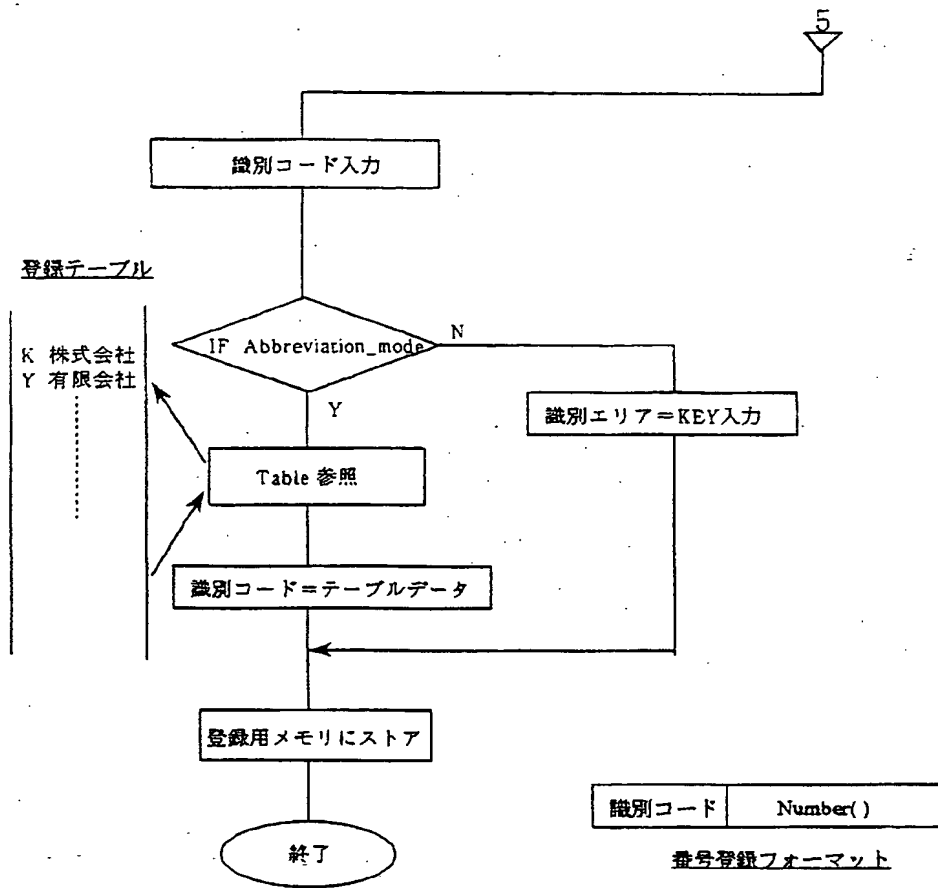 5
識別コード入力
登録テーブル
K 株式会社
Y 有限会社
IF Abbreviation_mode
N
Y
識別エリア=KEY入力
Table 参照
識別コード=テーブルデータ
登録用メモリにストア
終了
識別コード Number()
番号登録フォーマット